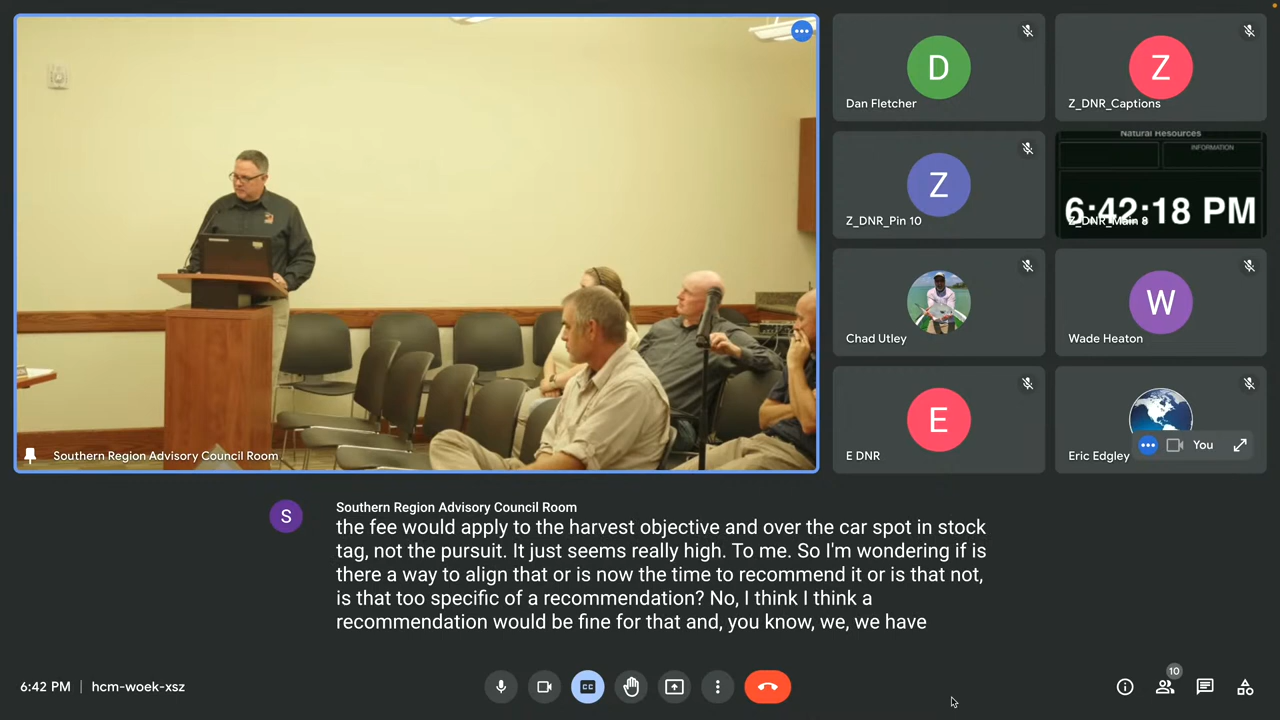 D
Dan Fletcher
Z
Z_DNR_Captions
Z
Z_DNR_Pin 10
Natural Resources
INFORMATION
6:42:18 PM
Z_DNR_Main 8
Chad Utley
W
Wade Heaton
E
E DNR
Eric Edgley
You
Southern Region Advisory Council Room
S
Southern Region Advisory Council Room
the fee would apply to the harvest objective and over the car spot in stock
tag, not the pursuit. It just seems really high. To me. So I'm wondering if is
there a way to align that or is now the time to recommend it or is that not,
is that too specific of a recommendation? No, I think I think a
recommendation would be fine for that and, you know, we, we have
6:42 PM | hcm-woek-xsz
CC
10